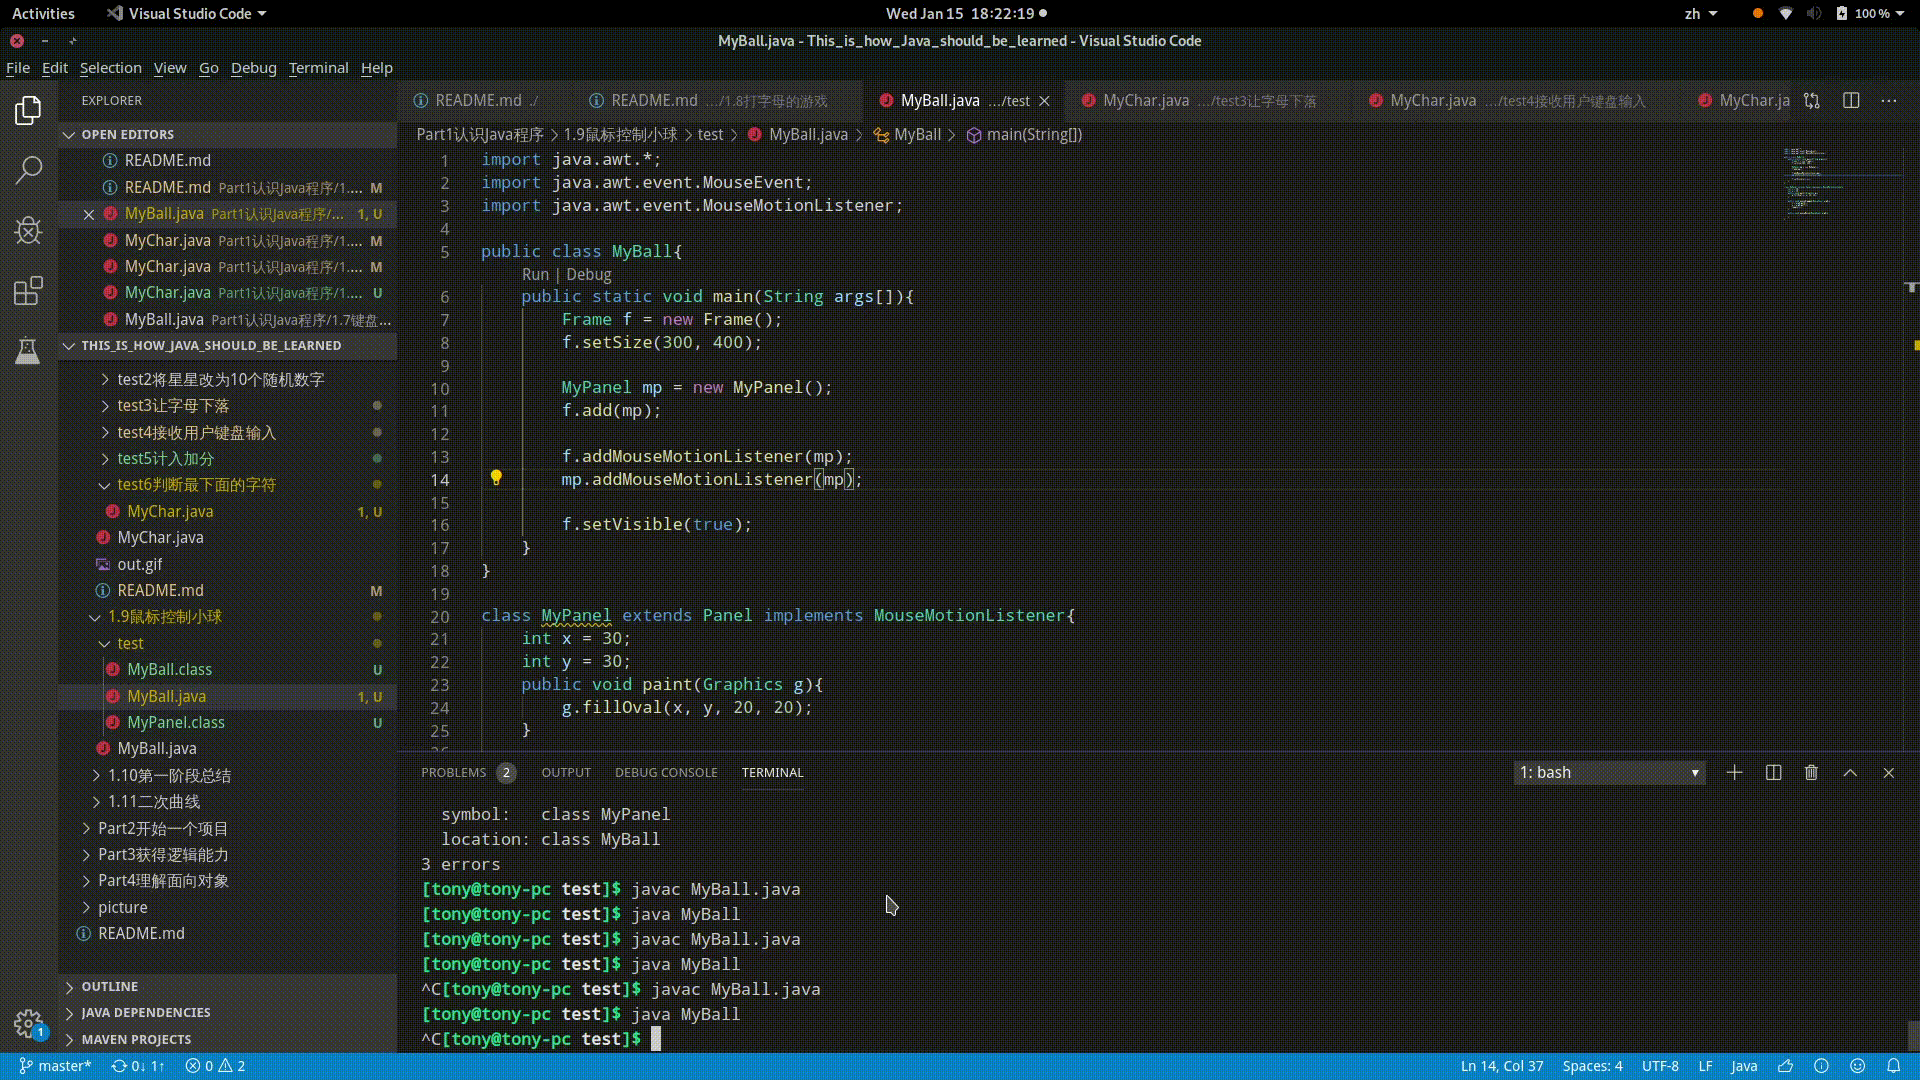 Activities
Visual Studio Code
Wed Jan 15 18:22:19
zh
100 %
MyBall.java - This_is_how_Java_should_be_learned - Visual Studio Code
File Edit Selection View Go Debug Terminal Help
EXPLORER
OPEN EDITORS
README.md
README.md Part1认识Java程序/1.... M
MyBall.java Part1认识Java程序/... 1, U
MyChar.java Part1认识Java程序/1.... M
MyChar.java Part1认识Java程序/1.... M
MyChar.java Part1认识Java程序/1.... U
MyBall.java Part1认识Java程序/1.7键盘...
THIS_IS_HOW_JAVA_SHOULD_BE_LEARNED
test2将星星改为10个随机数字
test3让字母下落
test4接收用户键盘输入
test5计入加分
test6判断最下面的字符
MyChar.java 1, U
MyChar.java
out.gif
README.md M
1.9鼠标控制小球
test
MyBall.class U
MyBall.java 1, U
MyPanel.class U
MyBall.java
1.10第一阶段总结
1.11二次曲线
Part2开始一个项目
Part3获得逻辑能力
Part4理解面向对象
picture
README.md
OUTLINE
JAVA DEPENDENCIES
MAVEN PROJECTS
1
README.md ./
README.md .../1.8打字母的游戏
MyBall.java .../test
MyChar.java .../test3让字母下落
MyChar.java .../test4接收用户键盘输入
MyChar.ja
Part1认识Java程序 > 1.9鼠标控制小球 > test > MyBall.java > MyBall > main(String[])
1 import java.awt.*;
2 import java.awt.event.MouseEvent;
3 import java.awt.event.MouseMotionListener;
4
5 public class MyBall{
Run | Debug
6 public static void main(String args[]){
7 Frame f = new Frame();
8 f.setSize(300, 400);
9
10 MyPanel mp = new MyPanel();
11 f.add(mp);
12
13 f.addMouseMotionListener(mp);
14 mp.addMouseMotionListener(mp);
15
16 f.setVisible(true);
17 }
18 }
19
20 class MyPanel extends Panel implements MouseMotionListener{
21 int x = 30;
22 int y = 30;
23 public void paint(Graphics g){
24 g.fillOval(x, y, 20, 20);
25 }
PROBLEMS 2 OUTPUT DEBUG CONSOLE TERMINAL
1: bash
symbol: class MyPanel
location: class MyBall
3 errors
[tony@tony-pc test]$ javac MyBall.java
[tony@tony-pc test]$ java MyBall
[tony@tony-pc test]$ javac MyBall.java
[tony@tony-pc test]$ java MyBall
^C[tony@tony-pc test]$ javac MyBall.java
[tony@tony-pc test]$ java MyBall
^C[tony@tony-pc test]$
master* 0↓ 1↑ 0 2
Ln 14, Col 37 Spaces: 4 UTF-8 LF Java